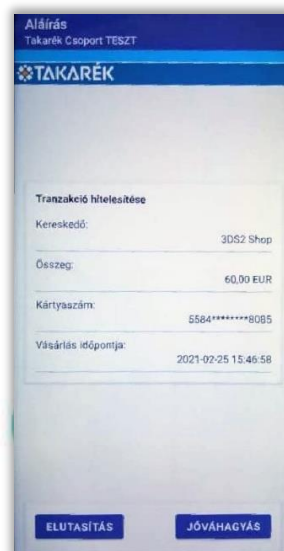 Aláírás
Takarék Csoport TESZT
TAKARÉK
Tranzakció hitelesítése
Kereskedő:
3DS2 Shop
Összeg:
60,00 EUR
Kártyaszám:
5584********8085
Vásárlás időpontja:
2021-02-25 15:46:58
ELUTASÍTÁS
JÓVÁHAGYÁS